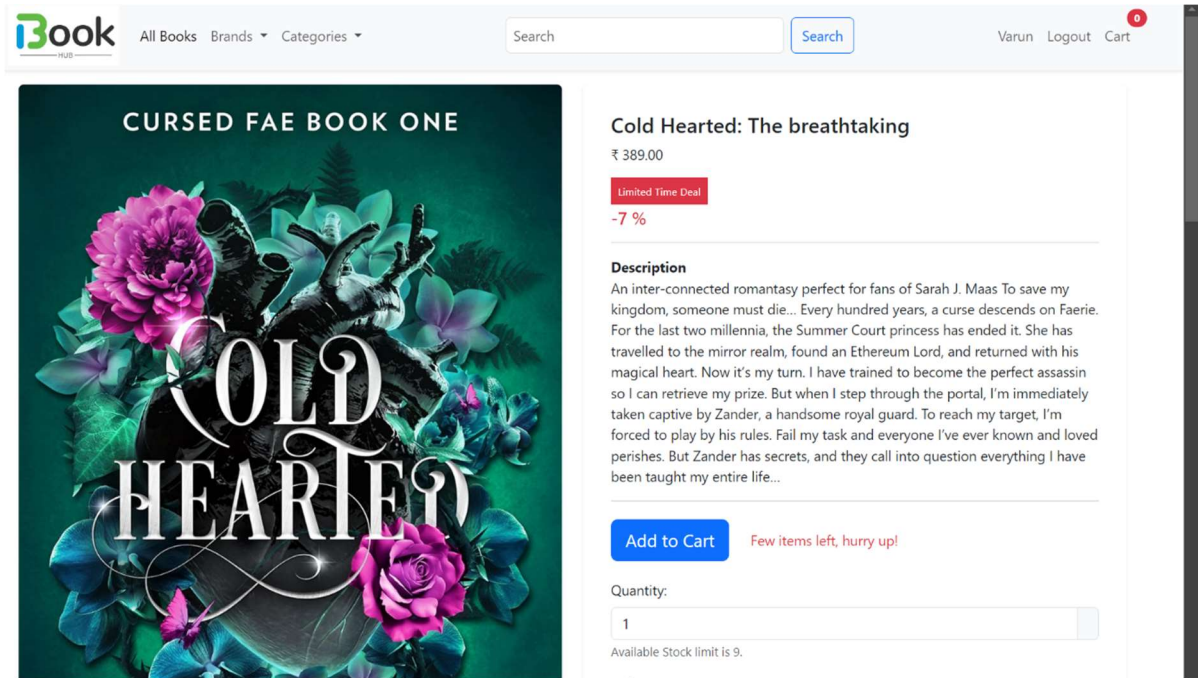 Book
HUB
All Books Brands Categories
Search
Search
Varun Logout Cart
0
CURSED FAE BOOK ONE
COLD
HEARTED
Cold Hearted: The breathtaking
₹ 389.00
Limited Time Deal
-7 %
Description
An inter-connected romantasy perfect for fans of Sarah J. Maas To save my
kingdom, someone must die... Every hundred years, a curse descends on Faerie.
For the last two millennia, the Summer Court princess has ended it. She has
travelled to the mirror realm, found an Ethereum Lord, and returned with his
magical heart. Now it's my turn. I have trained to become the perfect assassin
so I can retrieve my prize. But when I step through the portal, I'm immediately
taken captive by Zander, a handsome royal guard. To reach my target, I'm
forced to play by his rules. Fail my task and everyone I've ever known and loved
perishes. But Zander has secrets, and they call into question everything I have
been taught my entire life...
Add to Cart Few items left, hurry up!
Quantity:
1
Available Stock limit is 9.